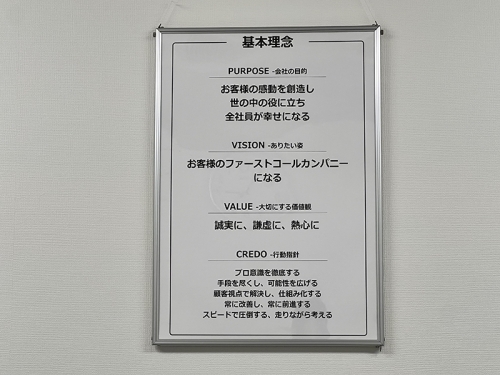 基本理念
PURPOSE -会社の目的
お客様の感動を創造し
世の中の役に立ち
全社員が幸せになる
VISION -ありたい姿
お客様のファーストコールカンパニー
になる
VALUE -大切にする価値観
誠実に、謙虚に、熱心に
CREDO -行動指針
プロ意識を徹底する
手段を尽くし、可能性を広げる
顧客視点で解決し、仕組み化する
常に改善し、常に前進する
スピードで圧倒する、走りながら考える